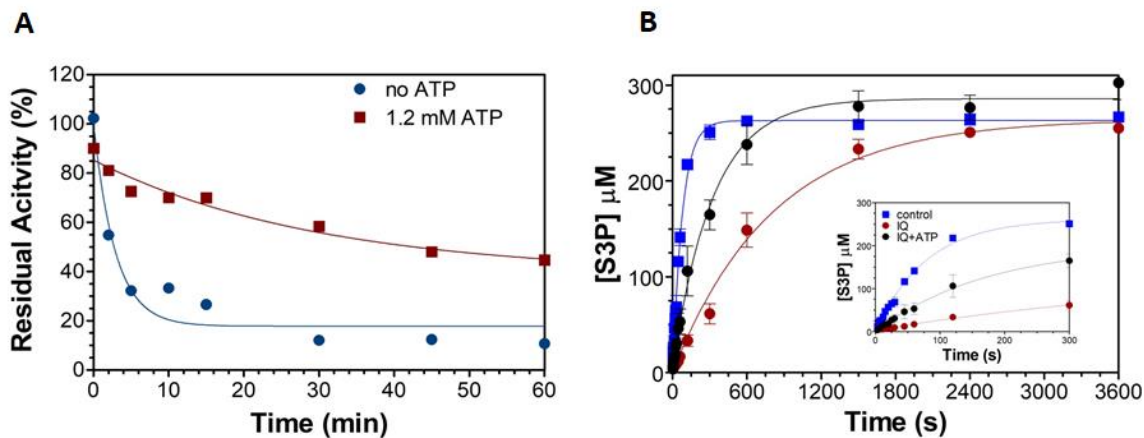 A
Residual Acitvity (%)
120
100
80
60
40
20
0
no ATP
1.2 mM ATP
0 10 20 30 40 50 60
Time (min)
B
[S3P] μM
300
200
100
0
0 600 1200 1800 2400 3000 3600
Time (s)
[S3P] μM
300
200
100
0
control
IQ
IQ+ATP
0 100 200 300
Time (s)